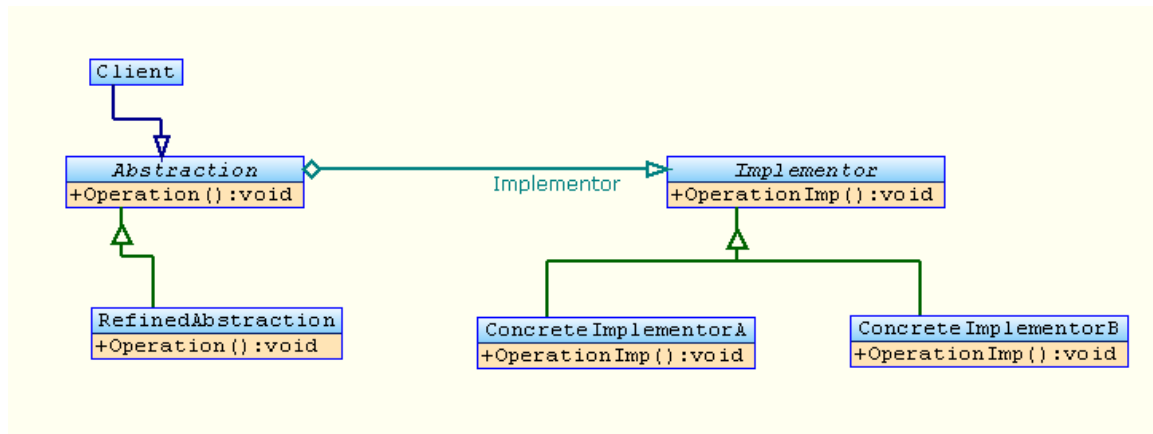 Client
Abstraction
+Operation():void
Implementor
Implementor
+OperationImp():void
RefinedAbstraction
+Operation():void
ConcreteImplementorA
+OperationImp():void
ConcreteImplementorB
+OperationImp():void